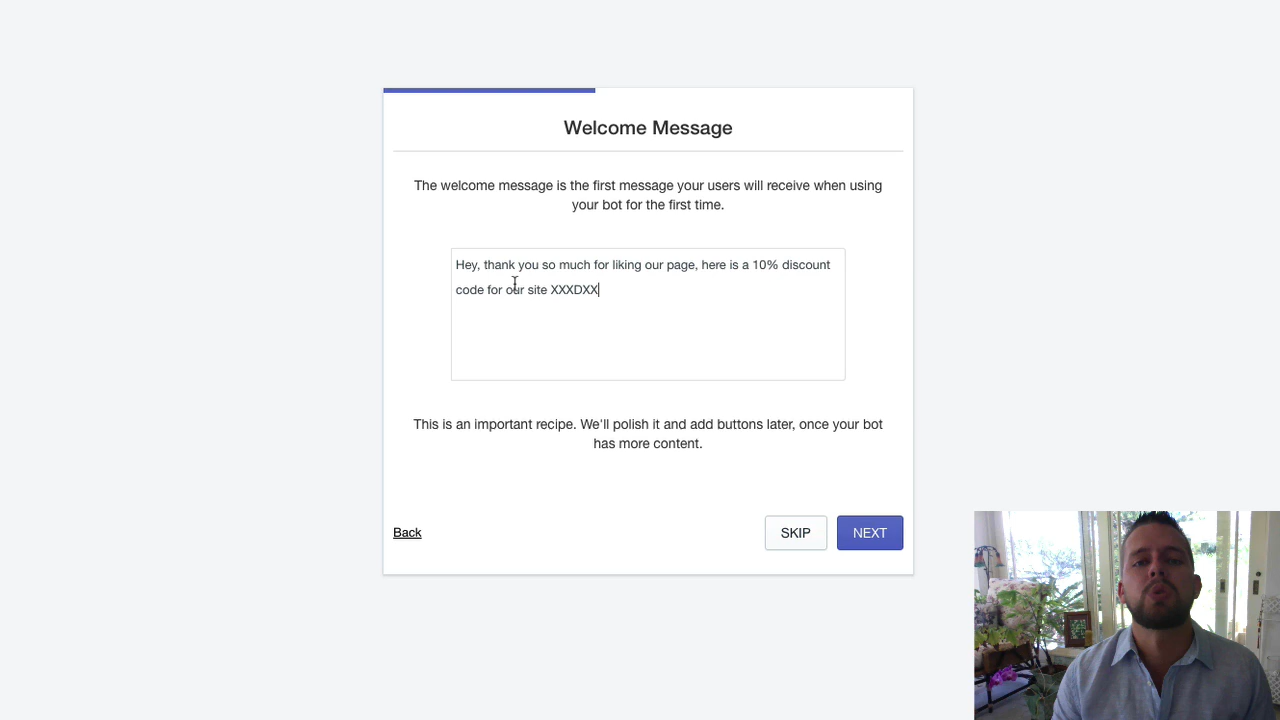 Welcome Message
The welcome message is the first message your users will receive when using
your bot for the first time.
Hey, thank you so much for liking our page, here is a 10% discount
code for our site XXXDXX
This is an important recipe. We'll polish it and add buttons later, once your bot
has more content.
Back
SKIP
NEXT